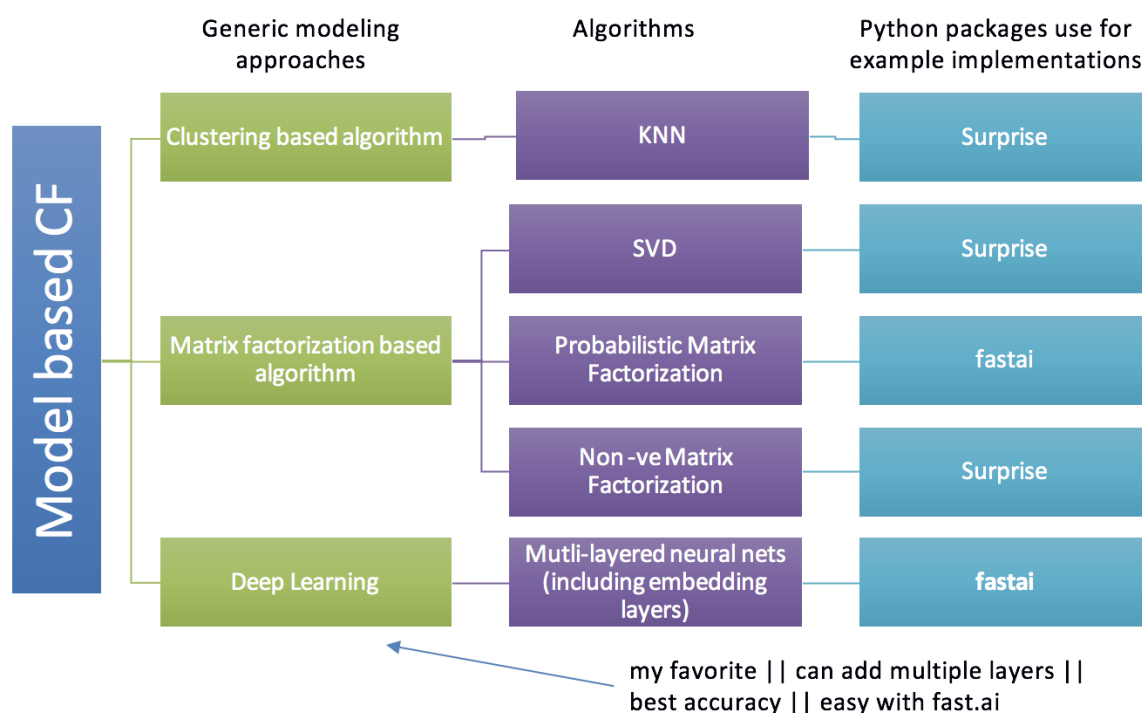 Generic modeling
approaches
Algorithms
Python packages use for
example implementations
Model based CF
Clustering based algorithm
KNN
Surprise
SVD
Surprise
Matrix factorization based
algorithm
Probabilistic Matrix
Factorization
fastai
Non -ve Matrix
Factorization
Surprise
Deep Learning
Mutli-layered neural nets
(including embedding
layers)
fastai
my favorite || can add multiple layers ||
best accuracy || easy with fast.ai